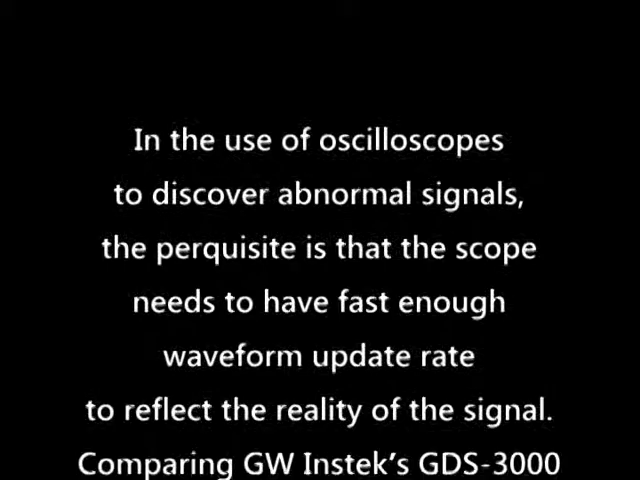 In the use of oscilloscopes
to discover abnormal signals,
the perquisite is that the scope
needs to have fast enough
waveform update rate
to reflect the reality of the signal.
Comparing GW Instek's GDS-3000